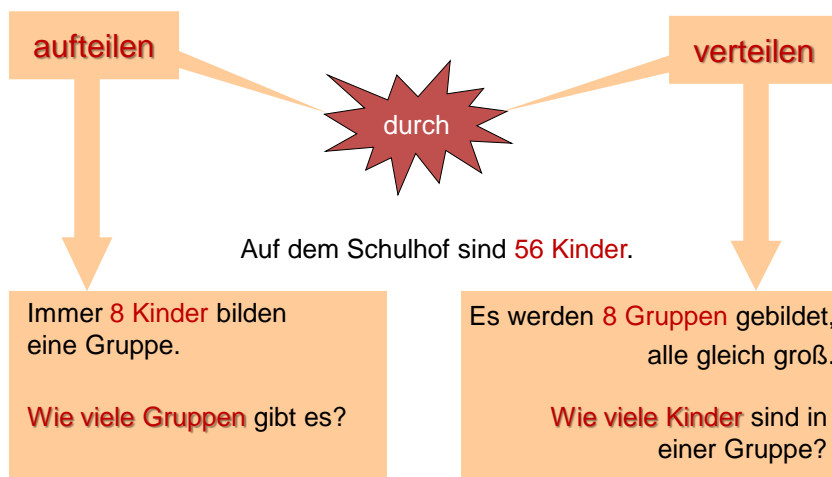 aufteilen
verteilen
durch
Auf dem Schulhof sind 56 Kinder.
Immer 8 Kinder bilden
eine Gruppe.
Wie viele Gruppen gibt es?
Es werden 8 Gruppen gebildet,
alle gleich groß.
Wie viele Kinder sind in
einer Gruppe?